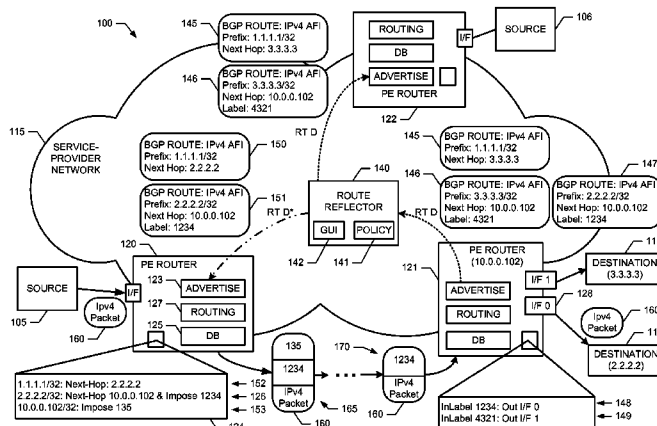 100
145
BGP ROUTE: IPv4 AFI
Prefix: 1.1.1.1/32
Next Hop: 3.3.3.3
146
BGP ROUTE: IPv4 AFI
Prefix: 3.3.3.3/32
Next Hop: 10.0.0.102
Label: 4321
ROUTING
DB
ADVERTISE
PE ROUTER
122
I/F
SOURCE
106
115
SERVICE-
PROVIDER
NETWORK
BGP ROUTE: IPv4 AFI
Prefix: 1.1.1.1/32
Next Hop: 2.2.2.2
150
BGP ROUTE: IPv4 AFI
Prefix: 2.2.2.2/32
Next Hop: 10.0.0.102
Label: 1234
151
RT D
RT D*
RT D
140
ROUTE
REFLECTOR
GUI
POLICY
142
141
145
BGP ROUTE: IPv4 AFI
Prefix: 1.1.1.1/32
Next Hop: 3.3.3.3
146
BGP ROUTE: IPv4 AFI
Prefix: 3.3.3.3/32
Next Hop: 10.0.0.102
Label: 4321
147
BGP ROUTE: IPv4 AFI
Prefix: 2.2.2.2/32
Next Hop: 10.0.0.102
Label: 1234
120
PE ROUTER
123
ADVERTISE
127
ROUTING
125
DB
I/F
SOURCE
105
Ipv4
Packet
160
121
PE ROUTER
(10.0.0.102)
ADVERTISE
ROUTING
DB
I/F 1
I/F 0
128
DESTINATION
(3.3.3.3)
Ipv4
Packet
160
DESTINATION
(2.2.2.2)
135
1234
IPv4
Packet
160
165
170
1234
IPv4
Packet
160
1.1.1.1/32: Next-Hop: 2.2.2.2
2.2.2.2/32: Next-Hop 10.0.0.102 & Impose 1234
10.0.0.102/32: Impose 135
152
126
153
InLabel 1234: Out I/F 0
InLabel 4321: Out I/F 1
148
149